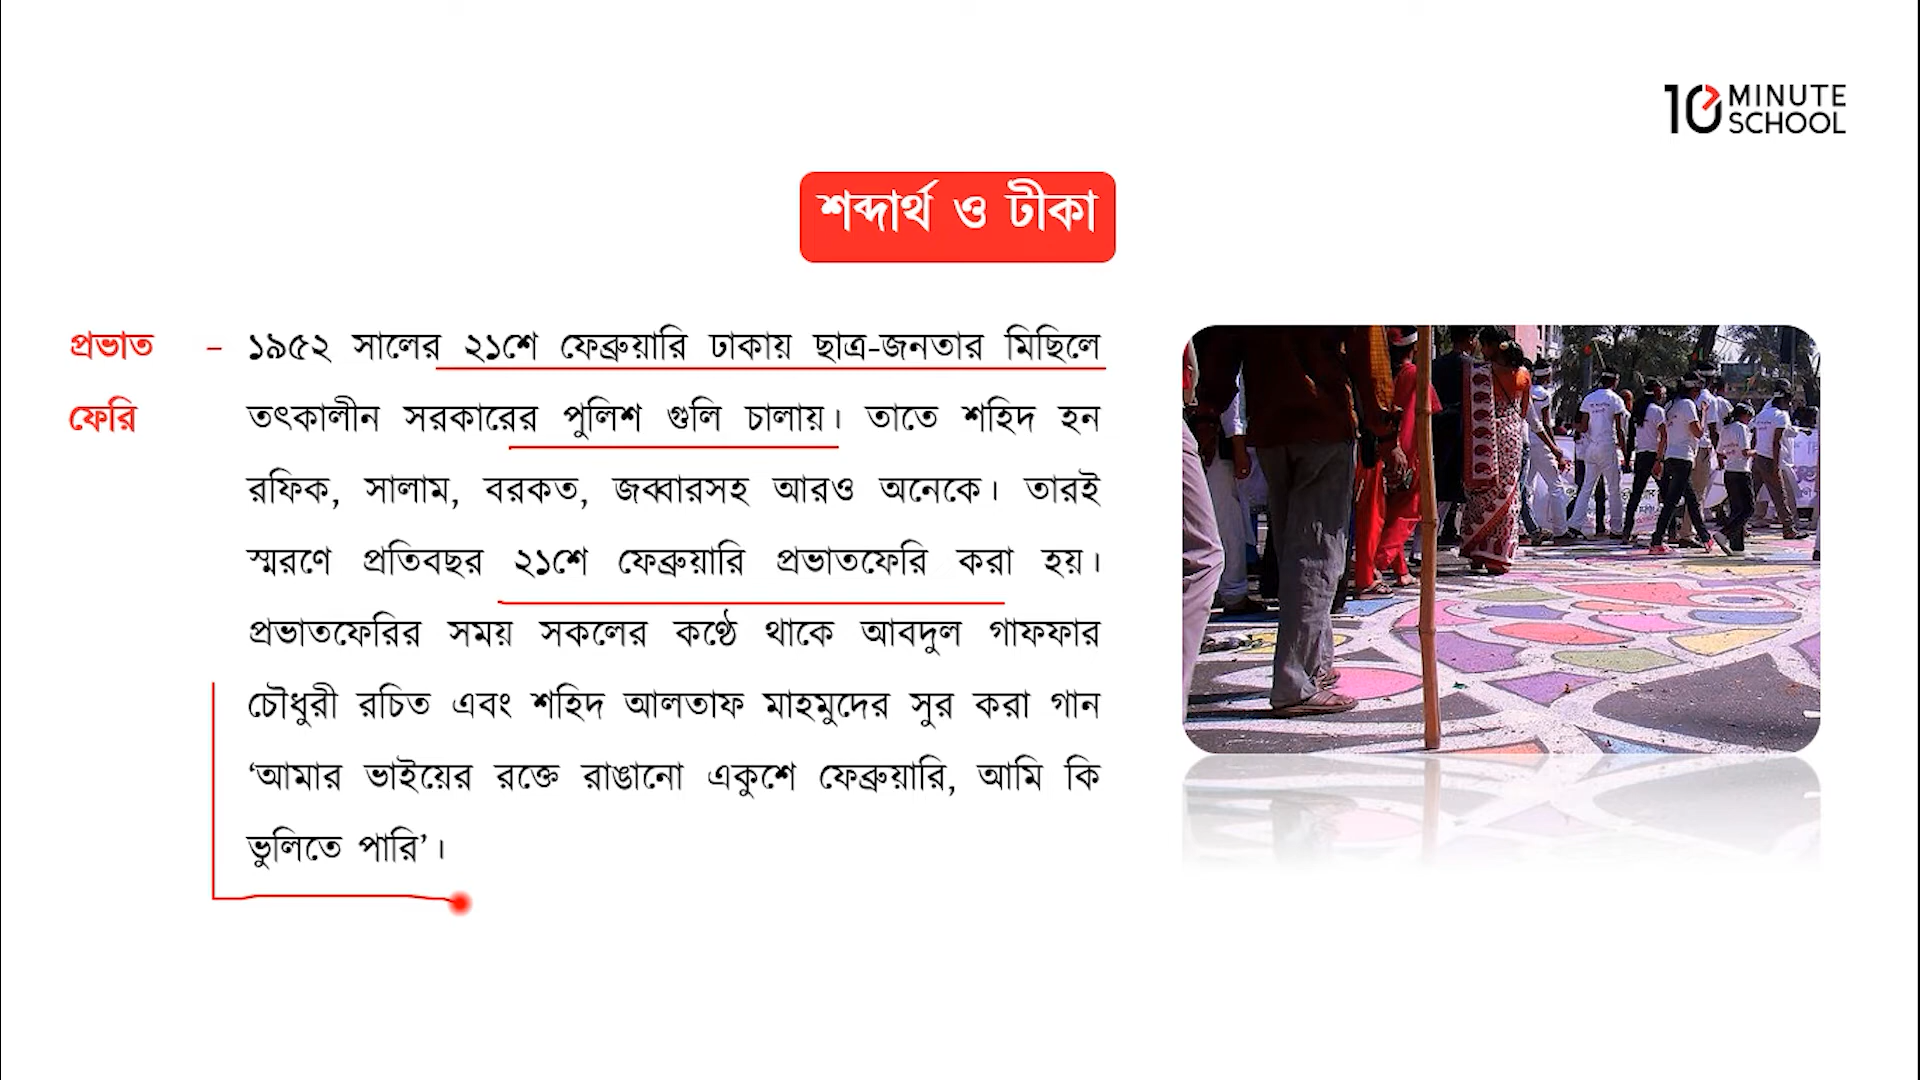 10 MINUTE
SCHOOL
শব্দার্থ ও টীকা
প্রভাত – ১৯৫২ সালের ২১শে ফেব্রুয়ারি ঢাকায় ছাত্র-জনতার মিছিলে
ফেরি তৎকালীন সরকারের পুলিশ গুলি চালায়। তাতে শহিদ হন
রফিক, সালাম, বরকত, জব্বারসহ আরও অনেকে। তারই
স্মরণে প্রতিবছর ২১শে ফেব্রুয়ারি প্রভাতফেরি করা হয়।
প্রভাতফেরির সময় সকলের কণ্ঠে থাকে আবদুল গাফফার
চৌধুরী রচিত এবং শহিদ আলতাফ মাহমুদের সুর করা গান
‘আমার ভাইয়ের রক্তে রাঙানো একুশে ফেব্রুয়ারি, আমি কি
ভুলিতে পারি’।